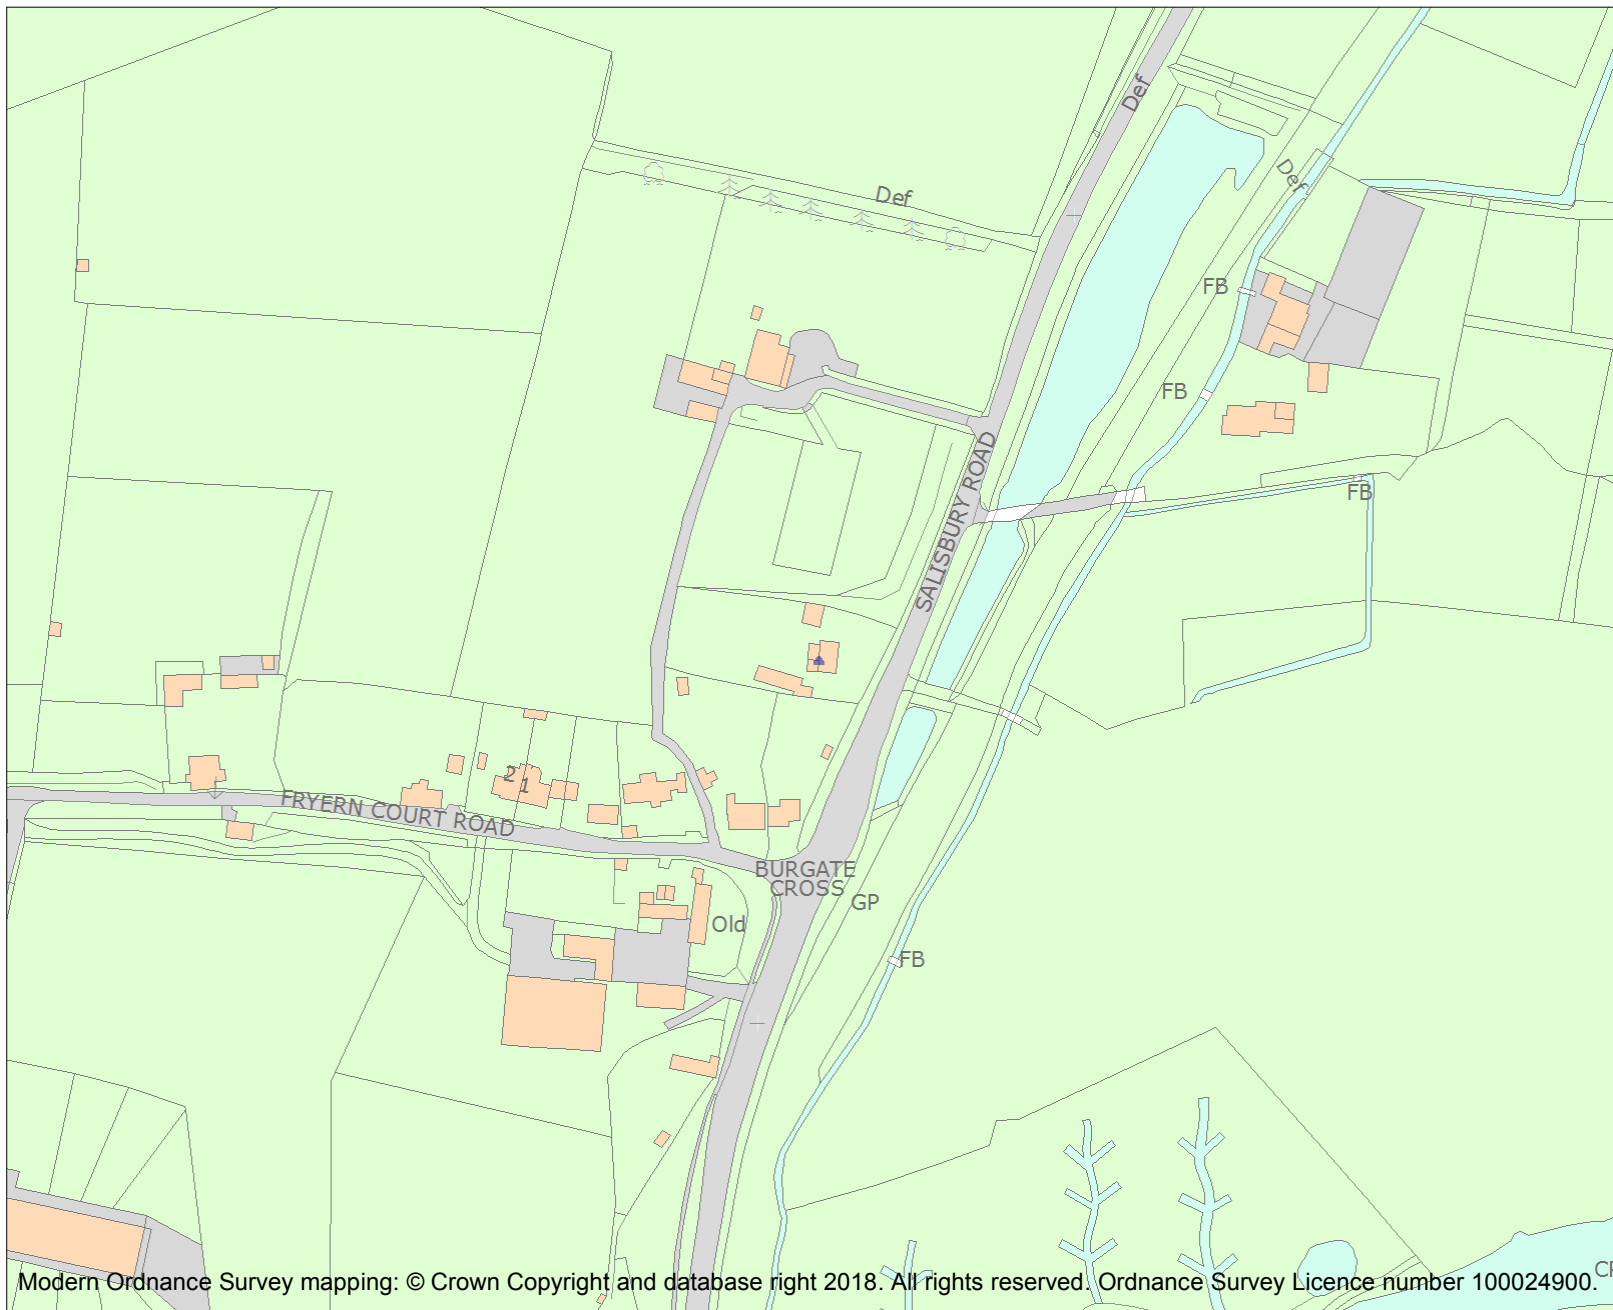 Def
Def
Def
FB
FB
SALISBURY ROAD
FB
2
1
FRYERN COURT ROAD
BURGATE
CROSS
GP
Old
FB
Modern Ordnance Survey mapping: © Crown Copyright and database right 2018. All rights reserved. Ordnance Survey Licence number 100024900.